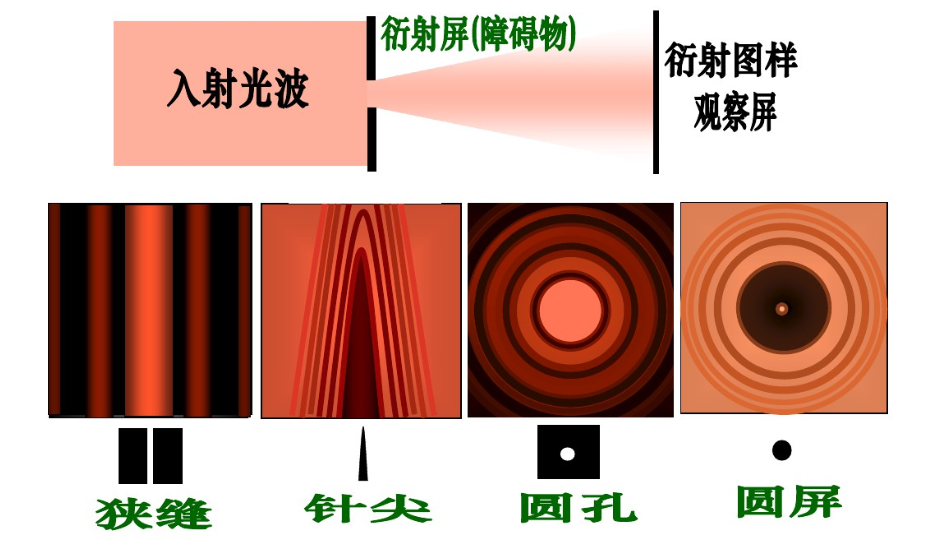 衍射屏(障碍物)
入射光波
衍射图样
观察屏
狭缝
针尖
圆孔
圆屏